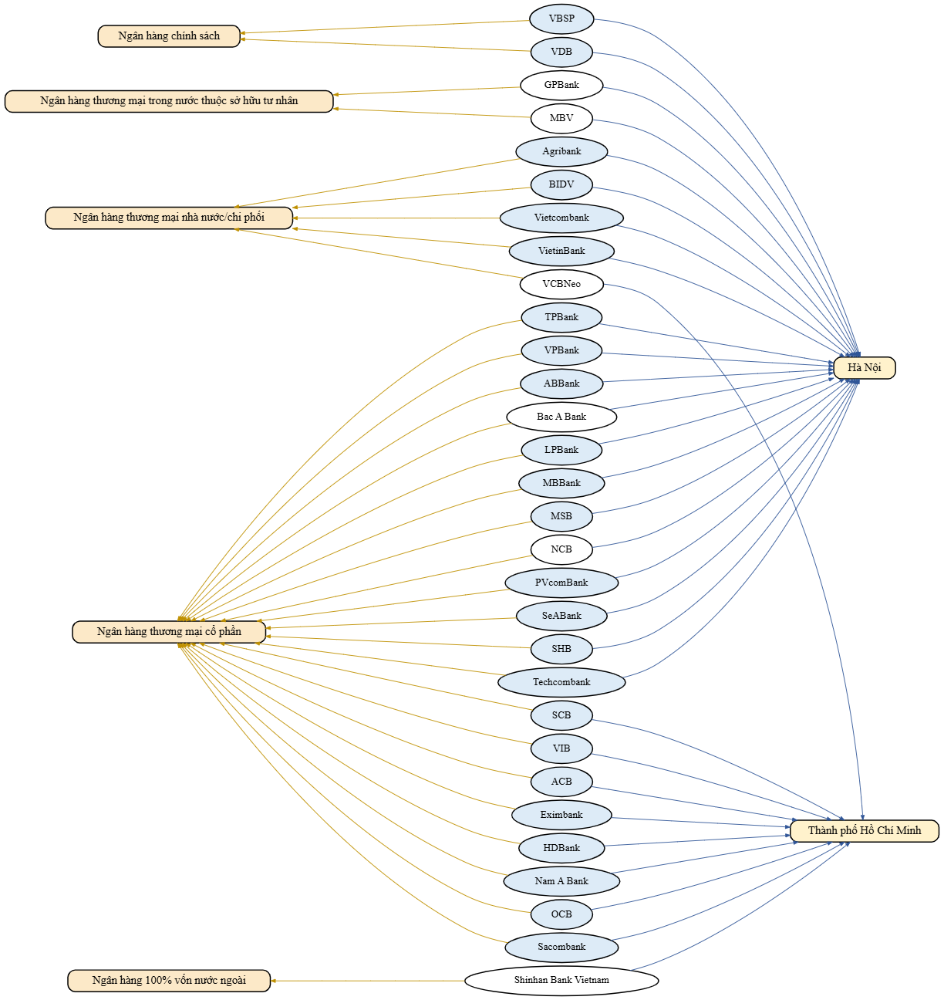 VBSP
Ngân hàng chính sách
VDB
GPBank
Ngân hàng thương mại trong nước thuộc sở hữu tư nhân
MBV
Agribank
BIDV
Ngân hàng thương mại nhà nước/chi phối
Vietcombank
VietinBank
VCBNeo
TPBank
VPBank
Hà Nội
ABBank
Bac A Bank
LPBank
MBBank
MSB
NCB
PVcomBank
SeABank
Ngân hàng thương mại cổ phần
SHB
Techcombank
SCB
VIB
ACB
Eximbank
Thành phố Hồ Chí Minh
HDBank
Nam A Bank
OCB
Sacombank
Ngân hàng 100% vốn nước ngoài
Shinhan Bank Vietnam